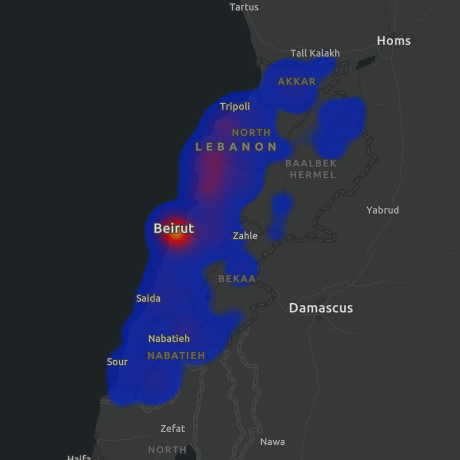 Tartus
Homs
Tall Kalakh
AKKAR
Tripoli
NORTH
LEBANON
BAALBEK
HERMEL
Yabrud
Beirut
Zahle
BEKAA
Saida
Damascus
Nabatieh
NABATIEH
Sour
Zefat
Nawa
NORTH
Haifa